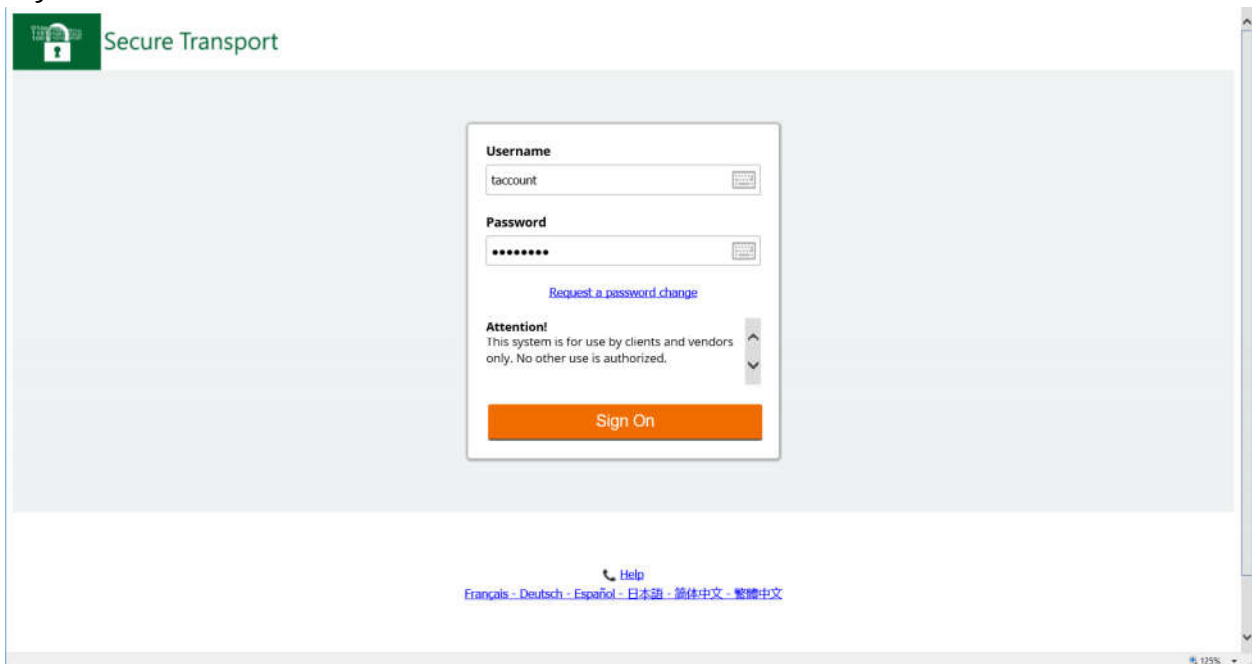 Secure Transport
Username
taccount
Password
••••••••
Request a password change
Attention!
This system is for use by clients and vendors
only. No other use is authorized.
Sign On
Help
Français - Deutsch - Español - 日本語 - 简体中文 - 繁體中文
125%